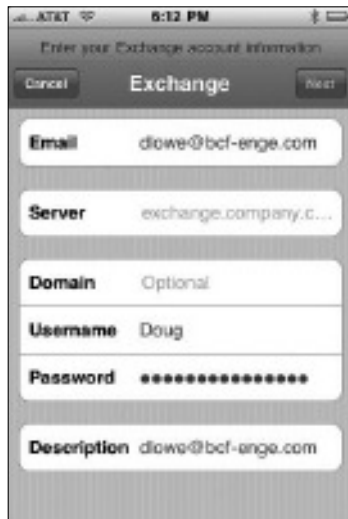 AT&T 6:12 PM
Enter your Exchange account information
Cancel Exchange Next
Email dlowe@bcf-enge.com
Server exchange.company.c...
Domain Optional
Username Doug
Password ●●●●●●●●●●●●●●●
Description dlowe@bcf-enge.com